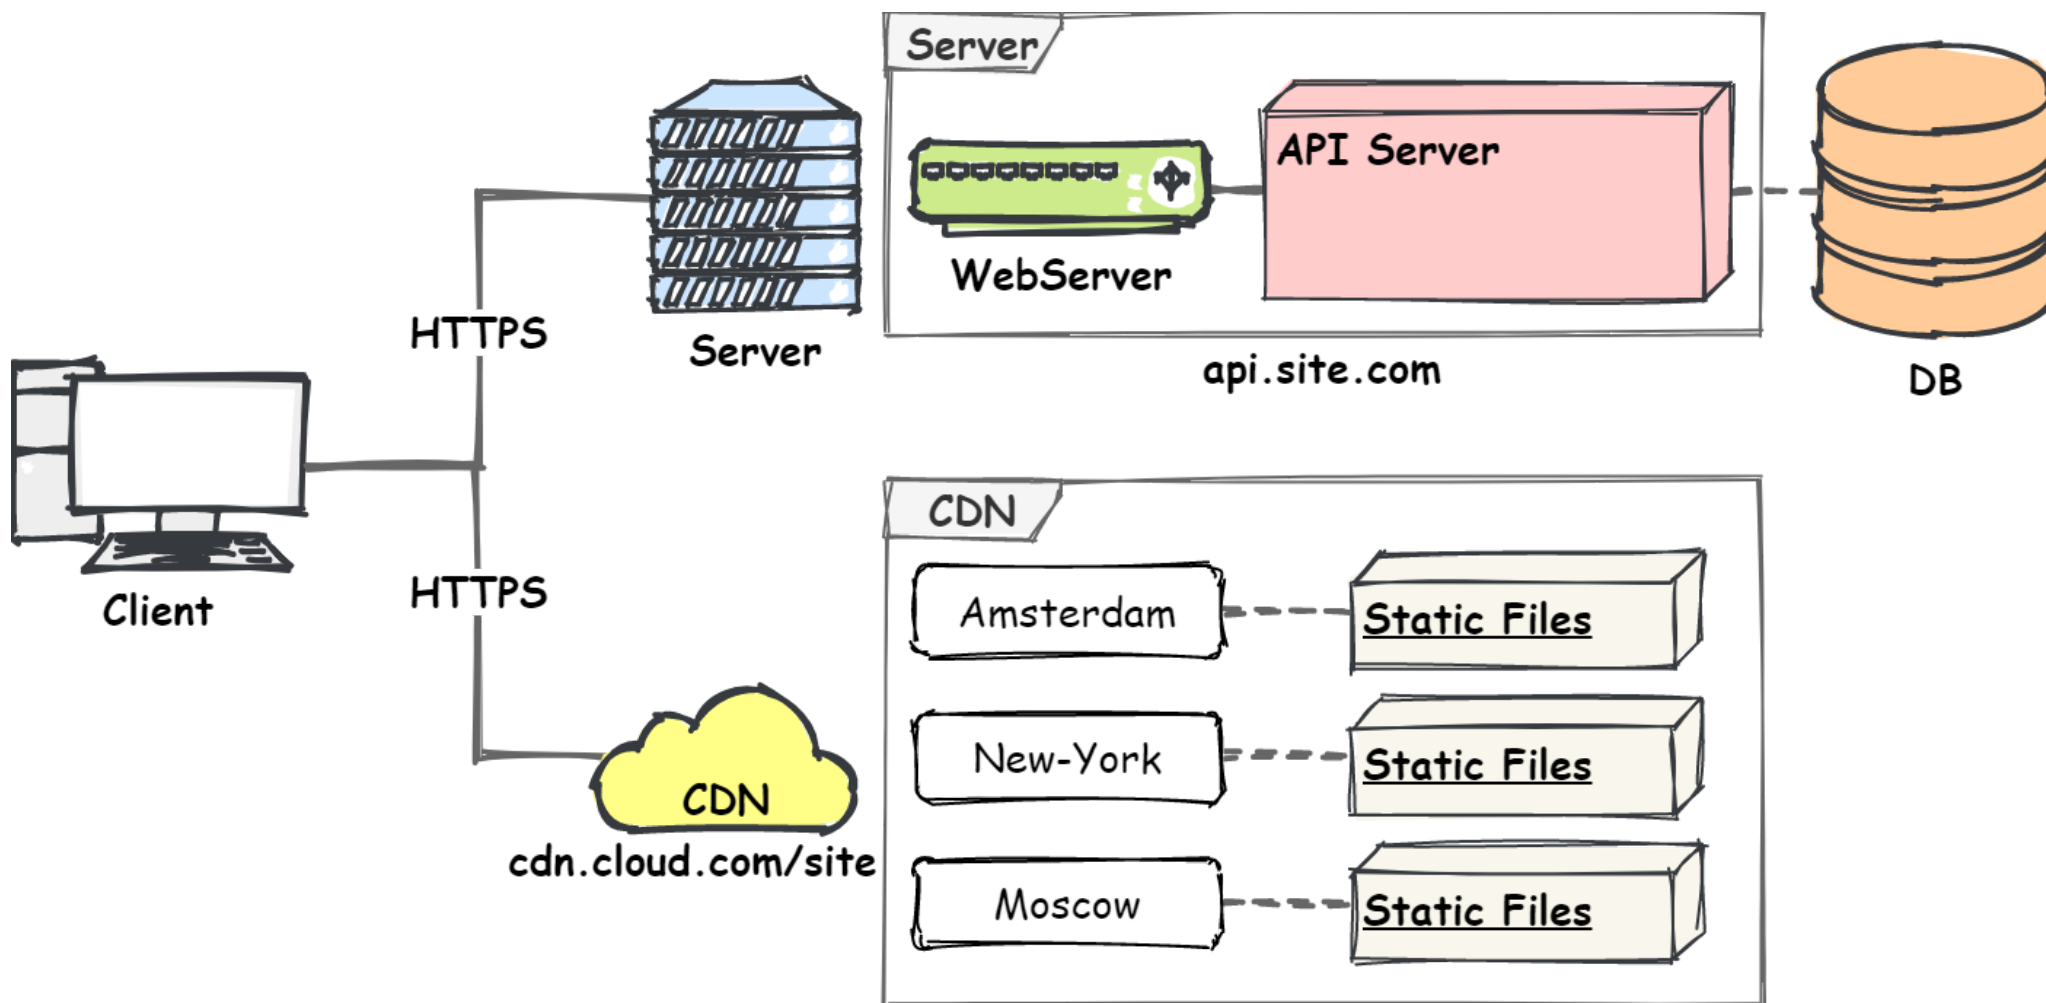 Server
API Server
WebServer
HTTPS
Server
api.site.com
DB
CDN
HTTPS
Client
Amsterdam
Static Files
New-York
Static Files
CDN
cdn.cloud.com/site
Moscow
Static Files